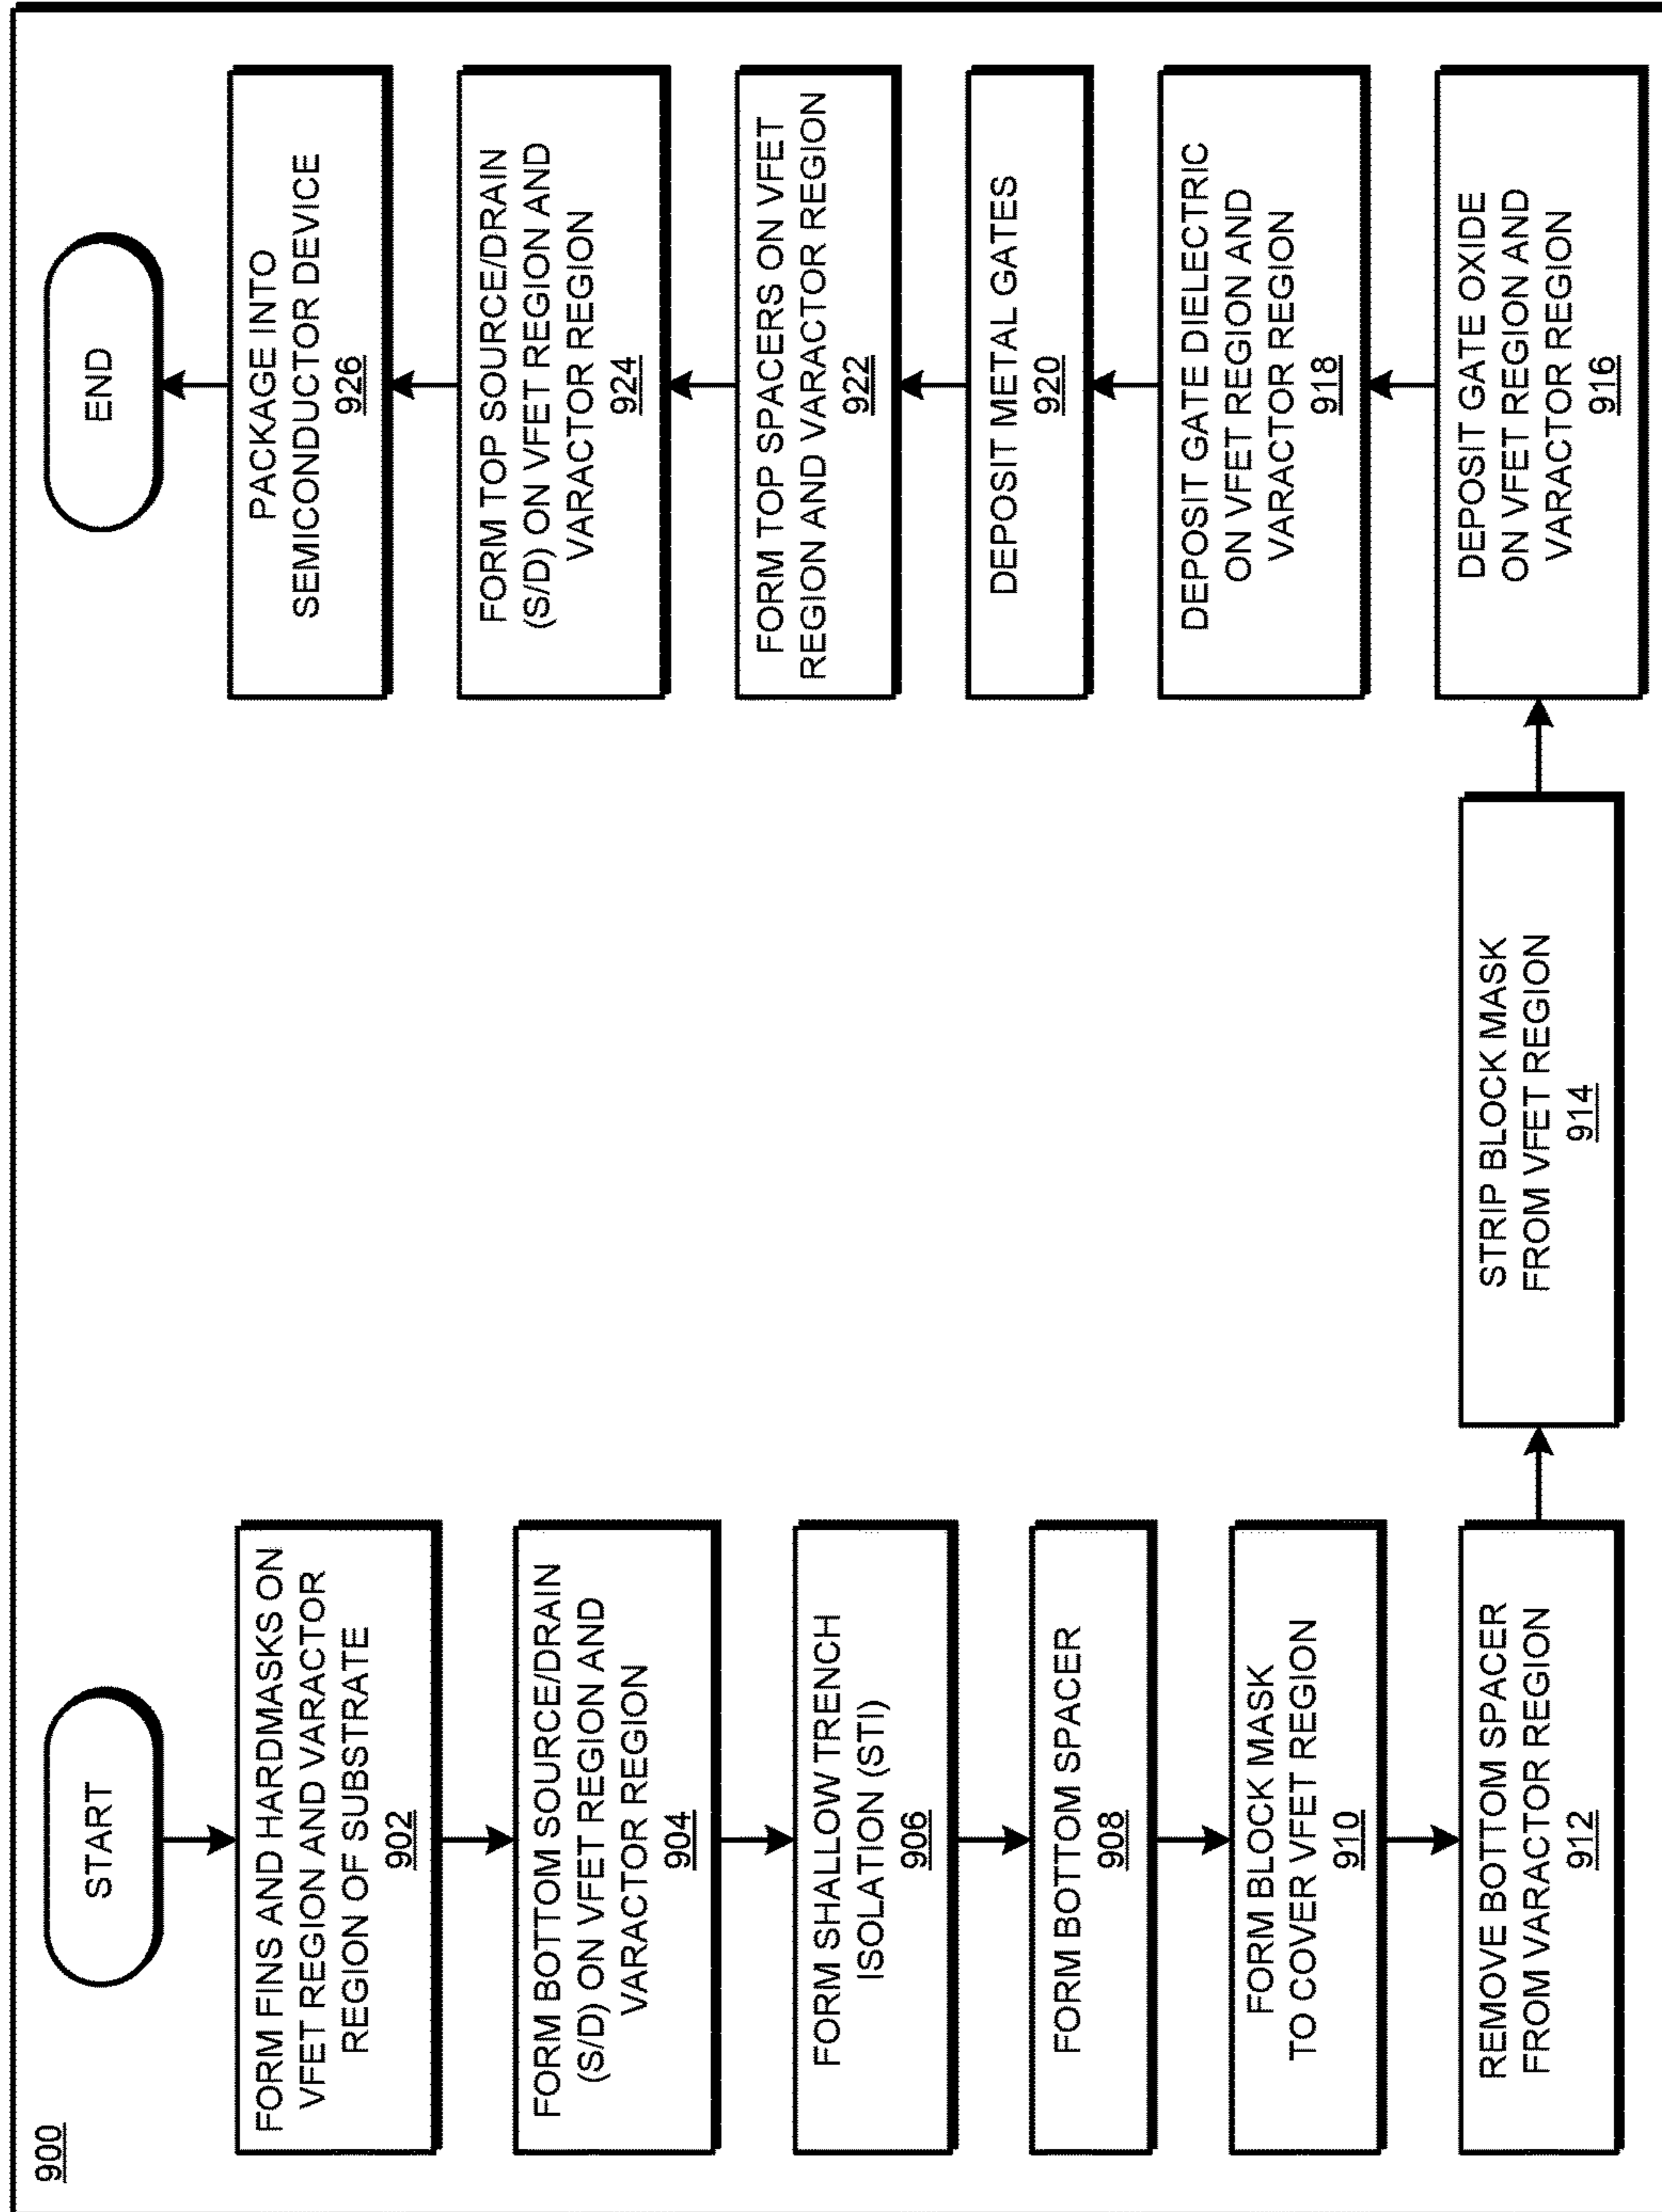 900
START
FORM FINS AND HARDMASKS ON
VFET REGION AND VARACTOR
REGION OF SUBSTRATE
902
FORM BOTTOM SOURCE/DRAIN
(S/D) ON VFET REGION AND
VARACTOR REGION
904
FORM SHALLOW TRENCH
ISOLATION (STI)
906
FORM BOTTOM SPACER
908
FORM BLOCK MASK
TO COVER VFET REGION
910
REMOVE BOTTOM SPACER
FROM VARACTOR REGION
912
STRIP BLOCK MASK
FROM VFET REGION
914
DEPOSIT GATE OXIDE
ON VFET REGION AND
VARACTOR REGION
916
DEPOSIT GATE DIELECTRIC
ON VFET REGION AND
VARACTOR REGION
918
DEPOSIT METAL GATES
920
FORM TOP SPACERS ON VFET
REGION AND VARACTOR REGION
922
FORM TOP SOURCE/DRAIN
(S/D) ON VFET REGION AND
VARACTOR REGION
924
PACKAGE INTO
SEMICONDUCTOR DEVICE
926
END